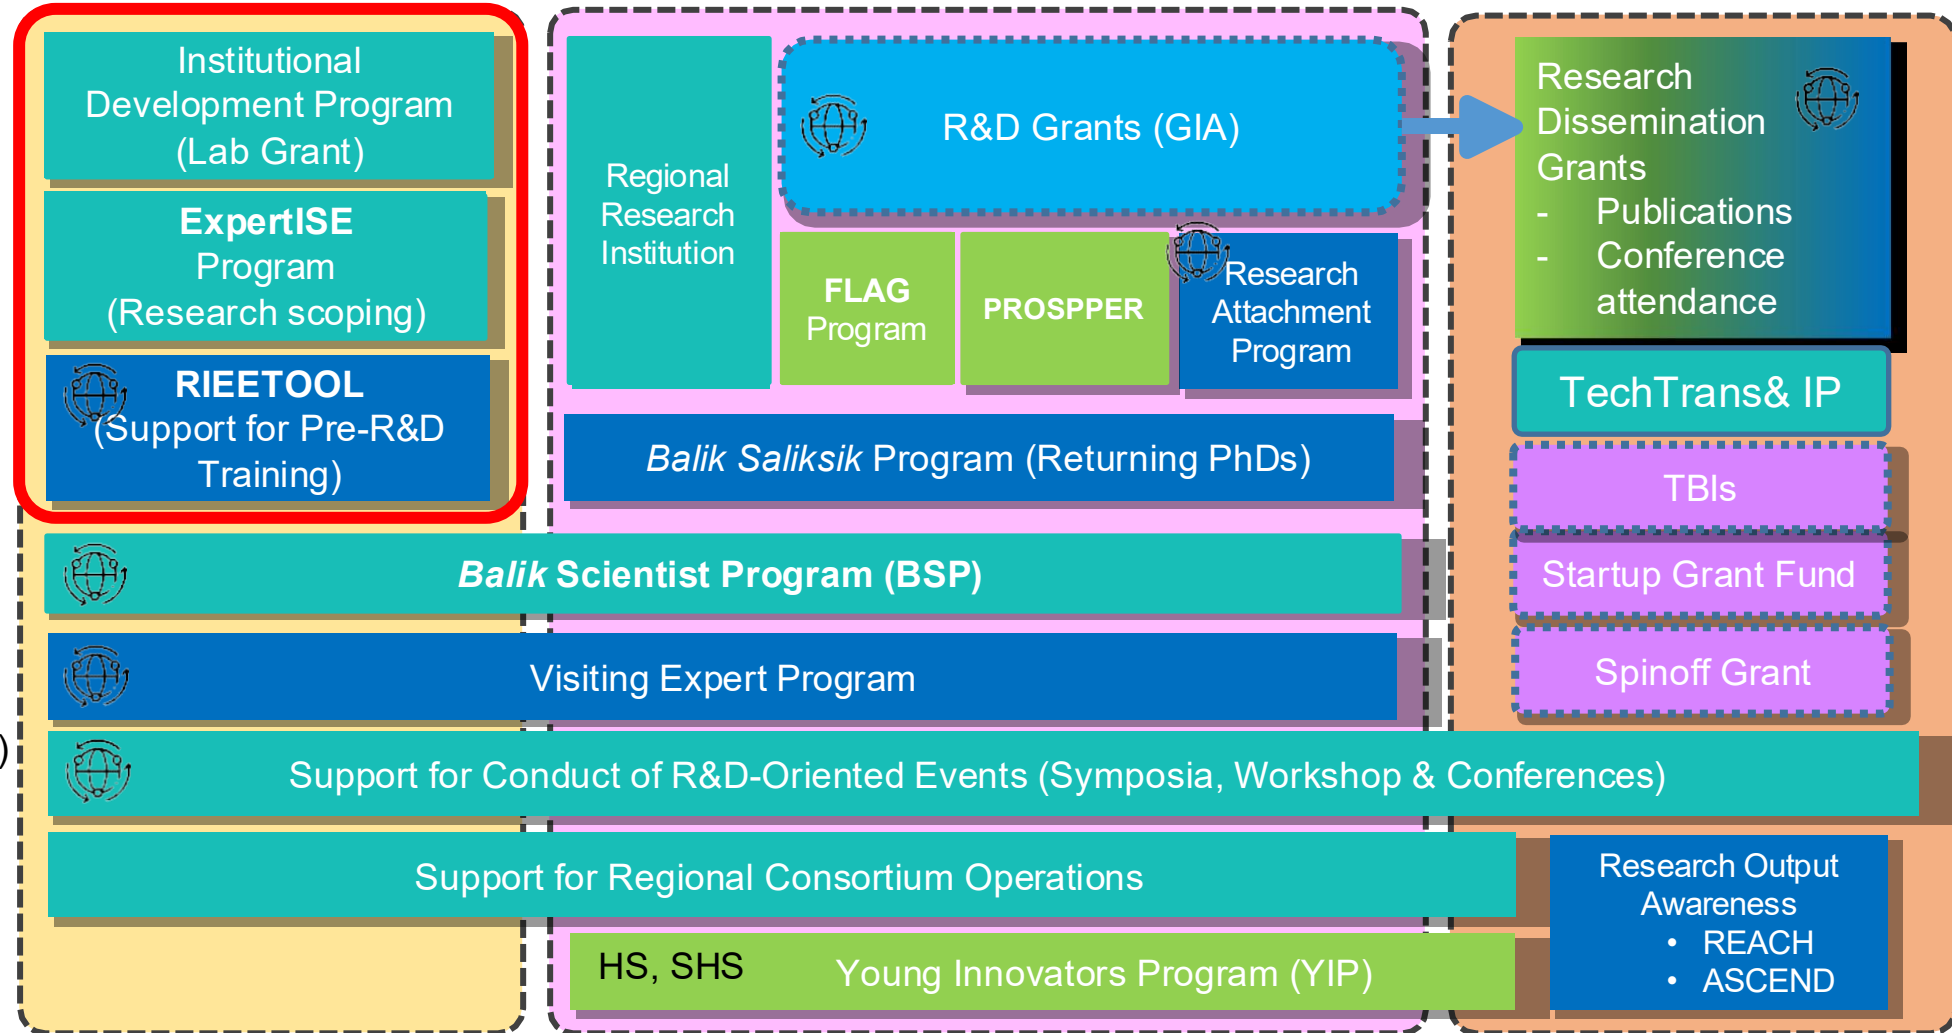 Institutional
Development Program
(Lab Grant)
ExpertISE
Program
(Research scoping)
RIEETOOL
(Support for Pre-R&D
Training)
Regional
Research
Institution
R&D Grants (GIA)
FLAG
Program
PROSPPER
Research
Attachment
Program
Balik Saliksik Program (Returning PhDs)
Research
Dissemination
Grants
- Publications
- Conference
attendance
TechTrans& IP
TBIs
Startup Grant Fund
Spinoff Grant
Balik Scientist Program (BSP)
Visiting Expert Program
)
Support for Conduct of R&D-Oriented Events (Symposia, Workshop & Conferences)
Support for Regional Consortium Operations
Research Output
Awareness
• REACH
• ASCEND
HS, SHS Young Innovators Program (YIP)